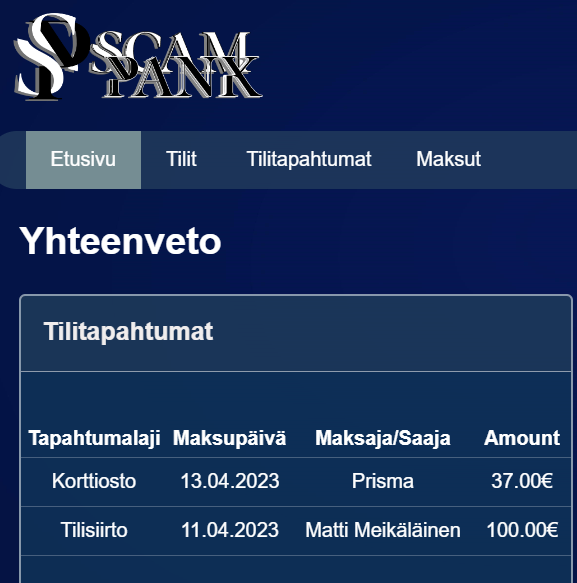 SP SCAM
PANK
Etusivu Tilit Tilitapahtumat Maksut
Yhteenveto
Tilitapahtumat
Tapahtumalaji Maksupäivä Maksaja/Saaja Amount
Korttiosto 13.04.2023 Prisma 37.00€
Tilisiirto 11.04.2023 Matti Meikäläinen 100.00€